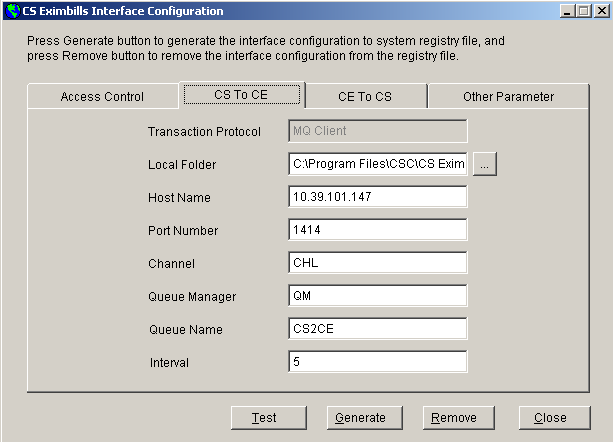 CS Eximbills Interface Configuration
Press Generate button to generate the interface configuration to system registry file, and
press Remove button to remove the interface configuration from the registry file.
Access Control CS To CE CE To CS Other Parameter
Transaction Protocol MQ Client
Local Folder C:\Program Files\CSC\CS Exim ...
Host Name 10.39.101.147
Port Number 1414
Channel CHL
Queue Manager QM
Queue Name CS2CE
Interval 5
Test Generate Remove Close